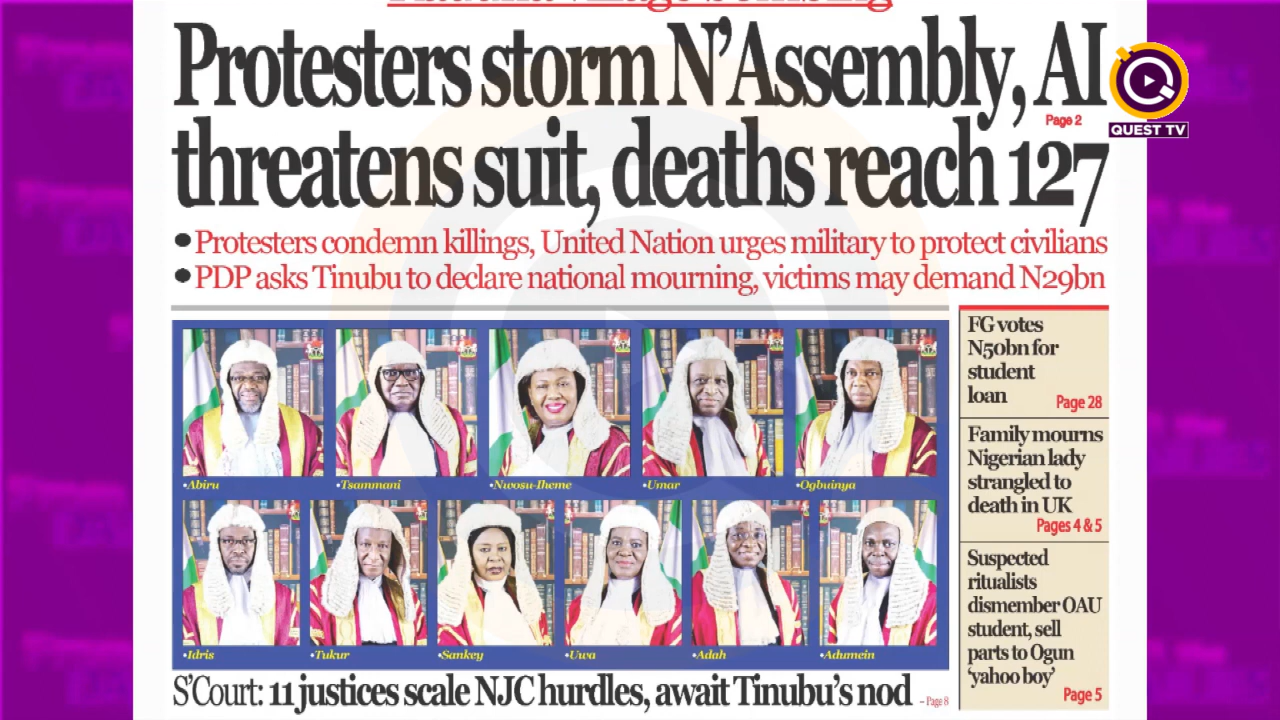 Protesters storm N'Assembly, AI
Page 2
threatens suit, deaths reach 127
• Protesters condemn killings, United Nation urges military to protect civilians
• PDP asks Tinubu to declare national mourning, victims may demand N29bn
QUEST TV
•Abiru
•Tsammani
•Nwosu-Iheme
•Umar
•Ogbuinya
•Idris
•Tukur
•Sankey
•Uwa
•Adah
•Adumein
S'Court: 11 justices scale NJC hurdles, await Tinubu's nod - Page 8
FG votes
N50bn for
student
loan
Page 28
Family mourns
Nigerian lady
strangled to
death in UK
Pages 4 & 5
Suspected
ritualists
dismember OAU
student, sell
parts to Ogun
'yahoo boy'
Page 5